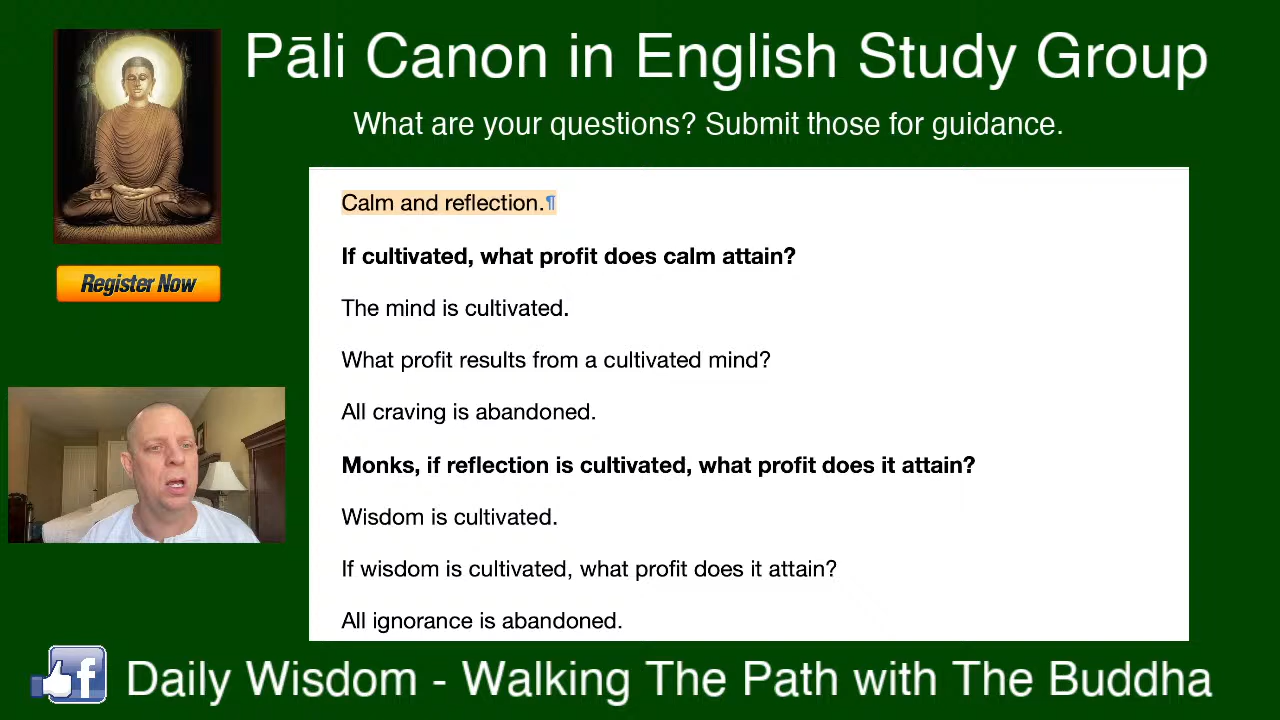 Pāli Canon in English Study Group
What are your questions? Submit those for guidance.
Calm and reflection.¶
If cultivated, what profit does calm attain?
The mind is cultivated.
What profit results from a cultivated mind?
All craving is abandoned.
Monks, if reflection is cultivated, what profit does it attain?
Wisdom is cultivated.
If wisdom is cultivated, what profit does it attain?
All ignorance is abandoned.
Register Now
f
Daily Wisdom - Walking The Path with The Buddha